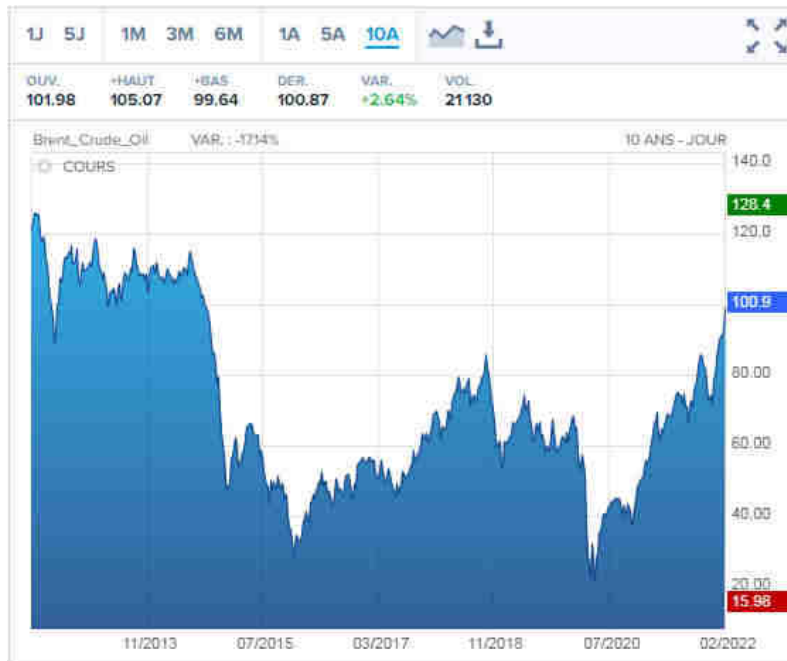 1J 5J 1M 3M 6M 1A 5A 10A
OUV. +HAUT +BAS DER. VAR. VOL.
101.98 105.07 99.64 100.87 +2.64% 21130
Brent_Crude_Oil VAR. : -17.14% 10 ANS - JOUR
COURS
140.0
128.4
120.0
100.9
80.00
60.00
40.00
20.00
15.98
11/2013 07/2015 03/2017 11/2018 07/2020 02/2022